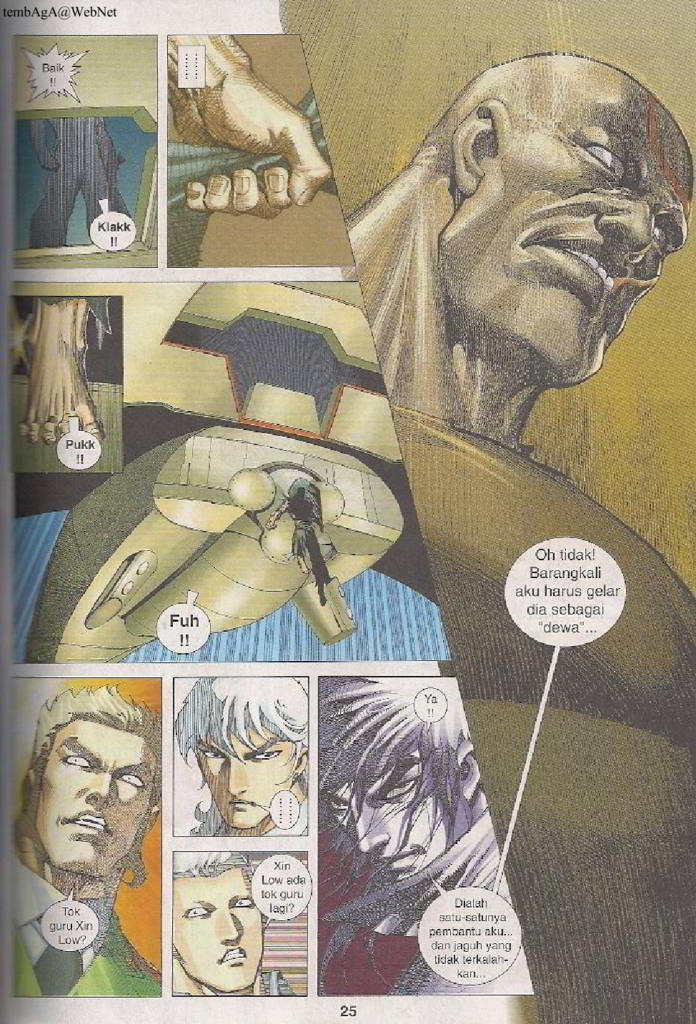 tembAgA@WebNet
Baik
!!
Klakk
!!
Pukk
!!
Fuh
!!
Tok
guru Xin
Low?
Xin
Low ada
tok guru
lagi?
Ya
!!
Dialah
satu-satunya
pembantu aku...
dan jaguh yang
tidak terkalah-
kan...
Oh tidak!
Barangkali
aku harus gelar
dia sebagai
"dewa"...
25